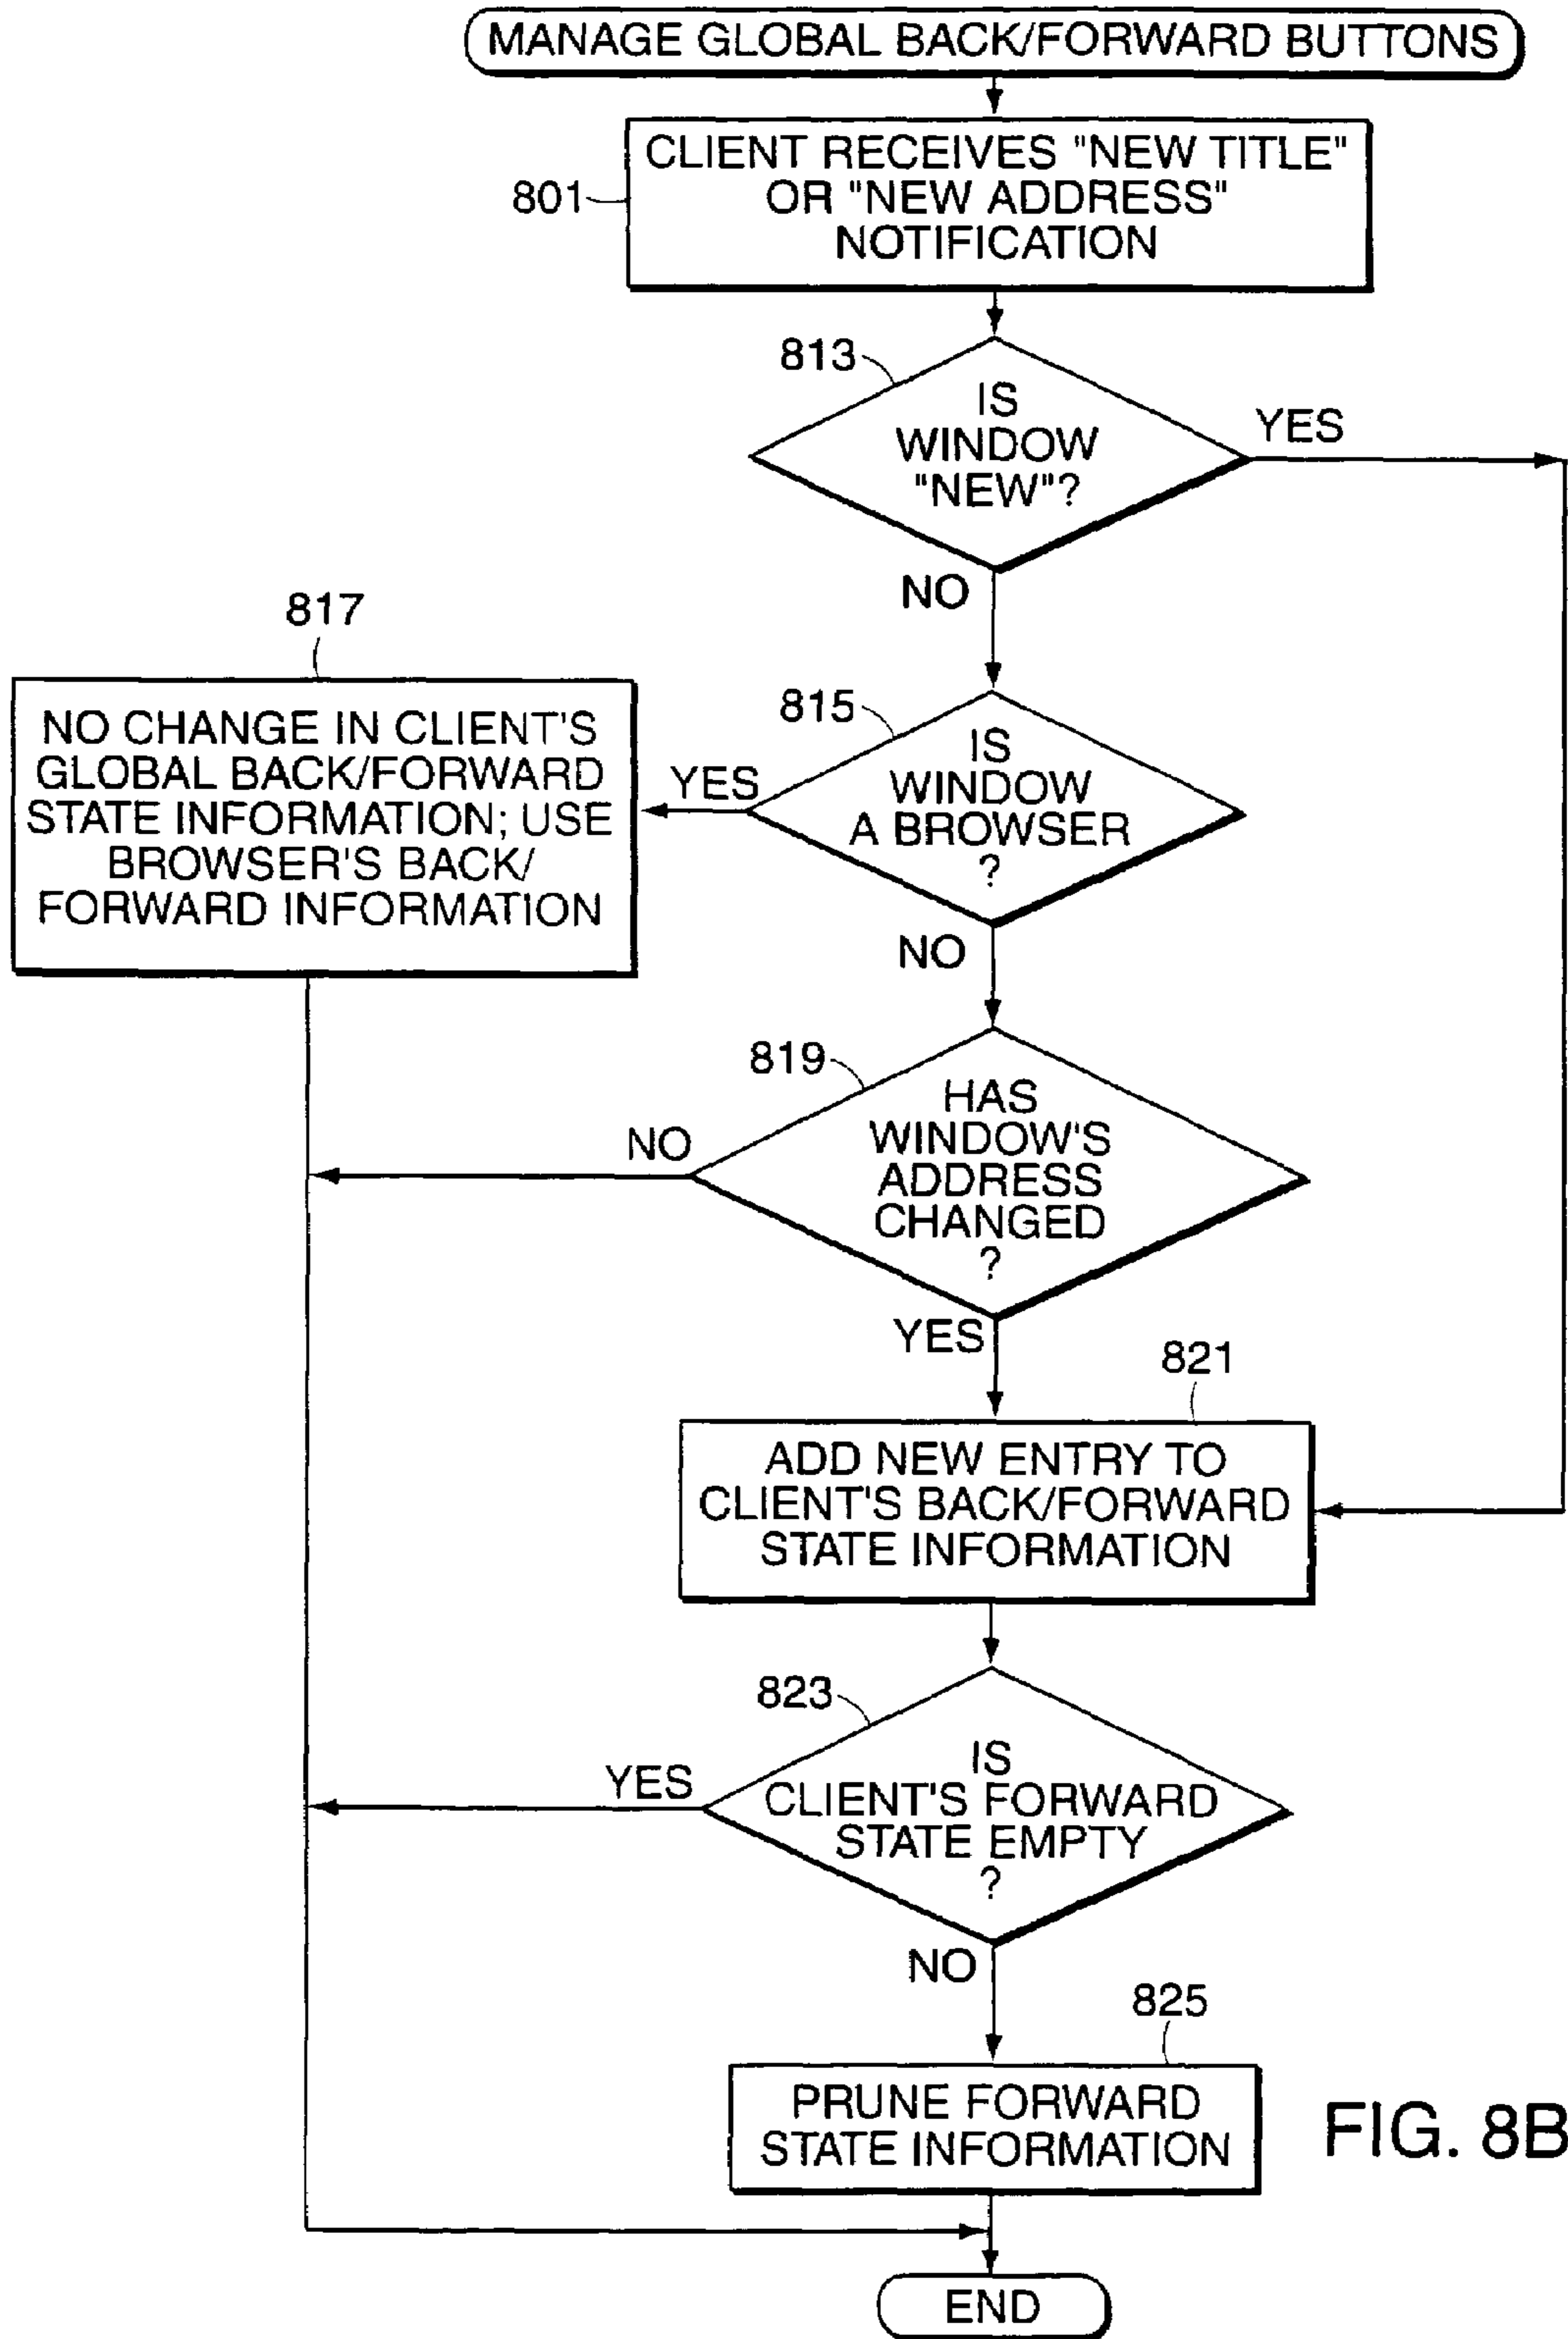 MANAGE GLOBAL BACK/FORWARD BUTTONS
CLIENT RECEIVES "NEW TITLE"
OR "NEW ADDRESS"
NOTIFICATION
801
813
IS
WINDOW
"NEW"?
YES
NO
817
NO CHANGE IN CLIENT'S
GLOBAL BACK/FORWARD
STATE INFORMATION; USE
BROWSER'S BACK/
FORWARD INFORMATION
815
IS
WINDOW
A BROWSER
?
YES
NO
819
HAS
WINDOW'S
ADDRESS
CHANGED
?
NO
YES
821
ADD NEW ENTRY TO
CLIENT'S BACK/FORWARD
STATE INFORMATION
823
IS
CLIENT'S FORWARD
STATE EMPTY
?
YES
NO
825
PRUNE FORWARD
STATE INFORMATION
FIG. 8B
END